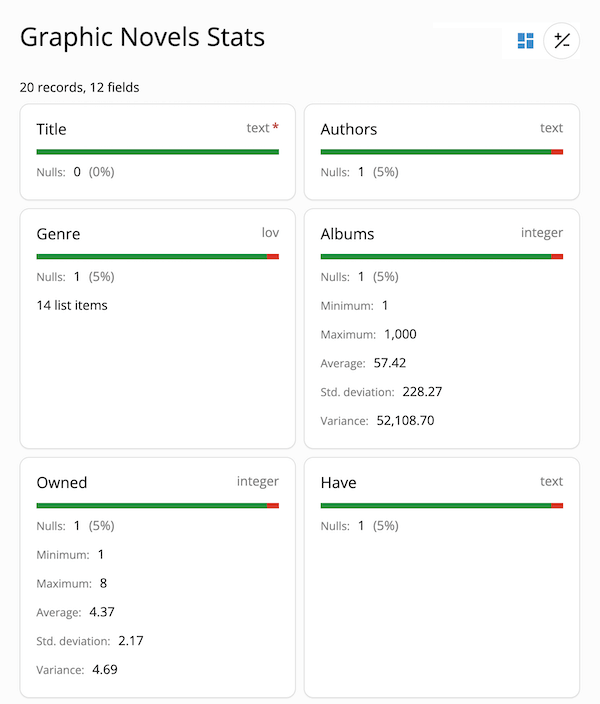 Graphic Novels Stats
20 records, 12 fields
Title text *
Nulls: 0 (0%)
Authors text
Nulls: 1 (5%)
Genre lov
Nulls: 1 (5%)
14 list items
Albums integer
Nulls: 1 (5%)
Minimum: 1
Maximum: 1,000
Average: 57.42
Std. deviation: 228.27
Variance: 52,108.70
Owned integer
Nulls: 1 (5%)
Minimum: 1
Maximum: 8
Average: 4.37
Std. deviation: 2.17
Variance: 4.69
Have text
Nulls: 1 (5%)